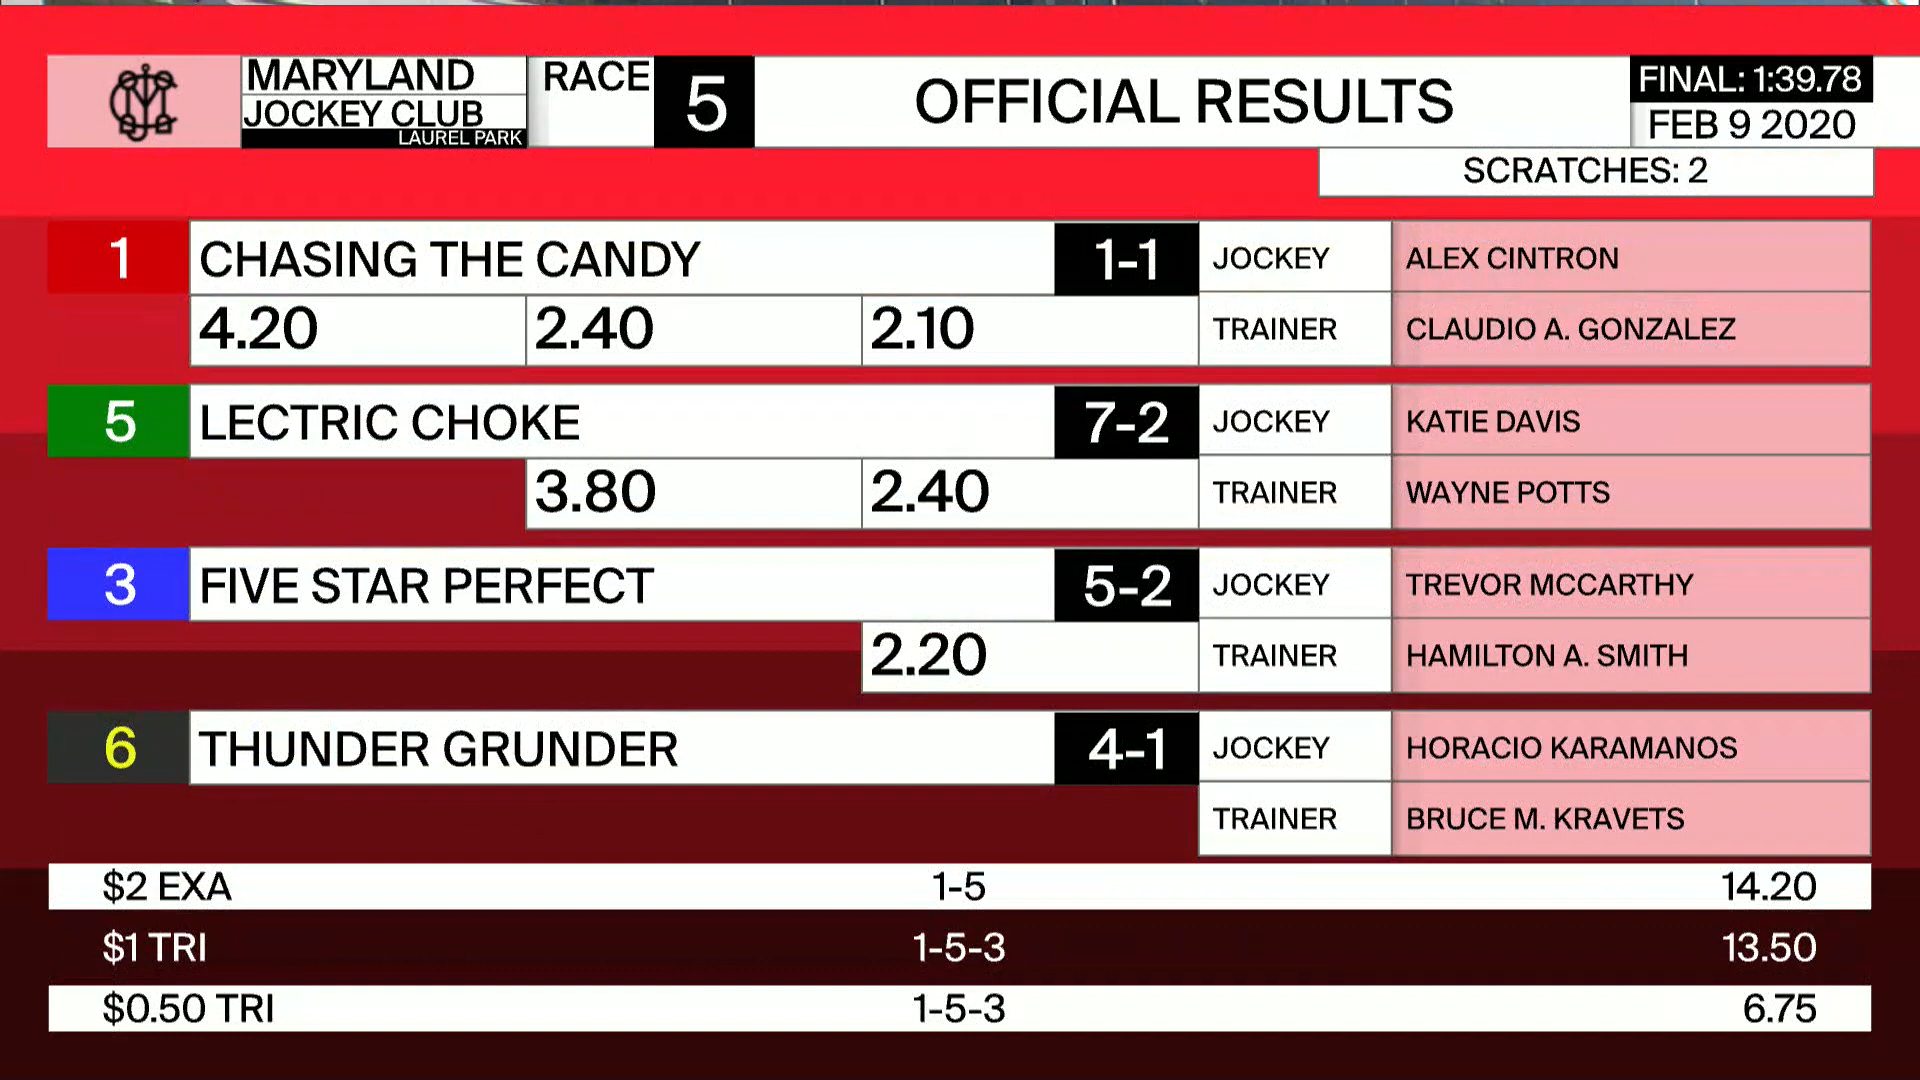 MARYLAND
JOCKEY CLUB
LAUREL PARK
RACE 5
OFFICIAL RESULTS
FINAL: 1:39.78
FEB 9 2020
SCRATCHES: 2
1 CHASING THE CANDY 1-1 JOCKEY ALEX CINTRON
4.20 2.40 2.10 TRAINER CLAUDIO A. GONZALEZ
5 LECTRIC CHOKE 7-2 JOCKEY KATIE DAVIS
3.80 2.40 TRAINER WAYNE POTTS
3 FIVE STAR PERFECT 5-2 JOCKEY TREVOR MCCARTHY
2.20 TRAINER HAMILTON A. SMITH
6 THUNDER GRUNDER 4-1 JOCKEY HORACIO KARAMANOS
TRAINER BRUCE M. KRAVETS
$2 EXA 1-5 14.20
$1 TRI 1-5-3 13.50
$0.50 TRI 1-5-3 6.75